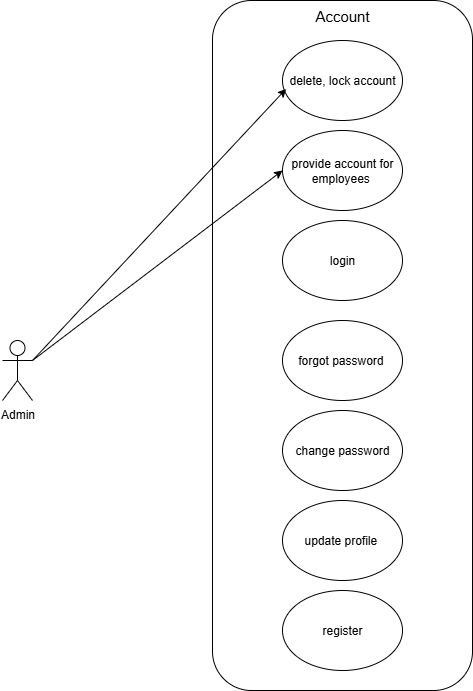 Account
delete, lock account
provide account for
employees
login
forgot password
Admin
change password
update profile
register